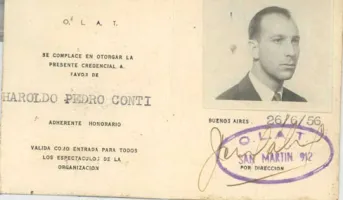 O. L. A. T.
SE COMPLACE EN OTORGAR LA
PRESENTE CREDENCIAL A
FAVOR DE
HAROLDO PEDRO CONTI
ADHERENTE HONORARIO
VALIDA COJO ENTRADA PARA TODOS
LOS ESPECTACULOS DE LA
ORGANIZACION
BUENOS AIRES, 26/6/56
O L A T
SAN MARTIN 912
POR DIRECCION